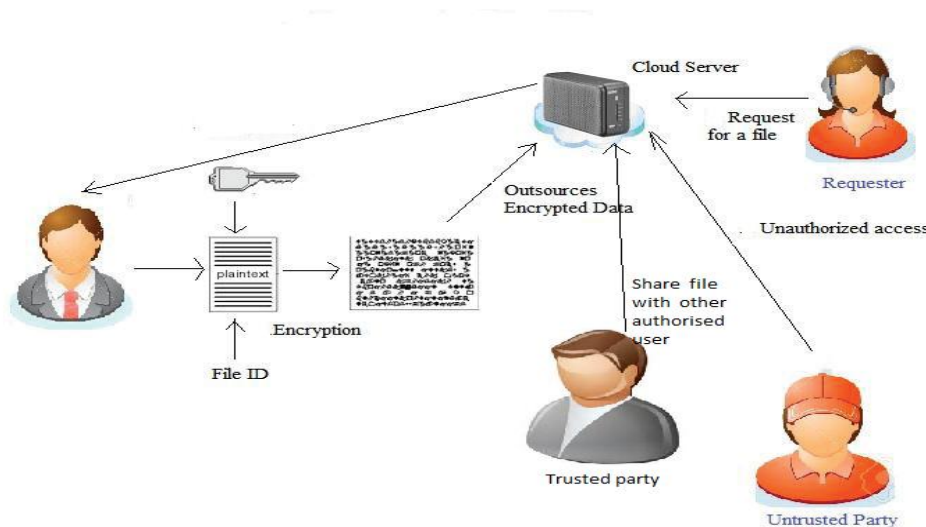 Cloud Server
Request
for a file
Requester
Outsources
Encrypted Data
Unauthorized access
plaintext
Encryption
File ID
Share file
with other
authorised
user
Trusted party
Untrusted Party